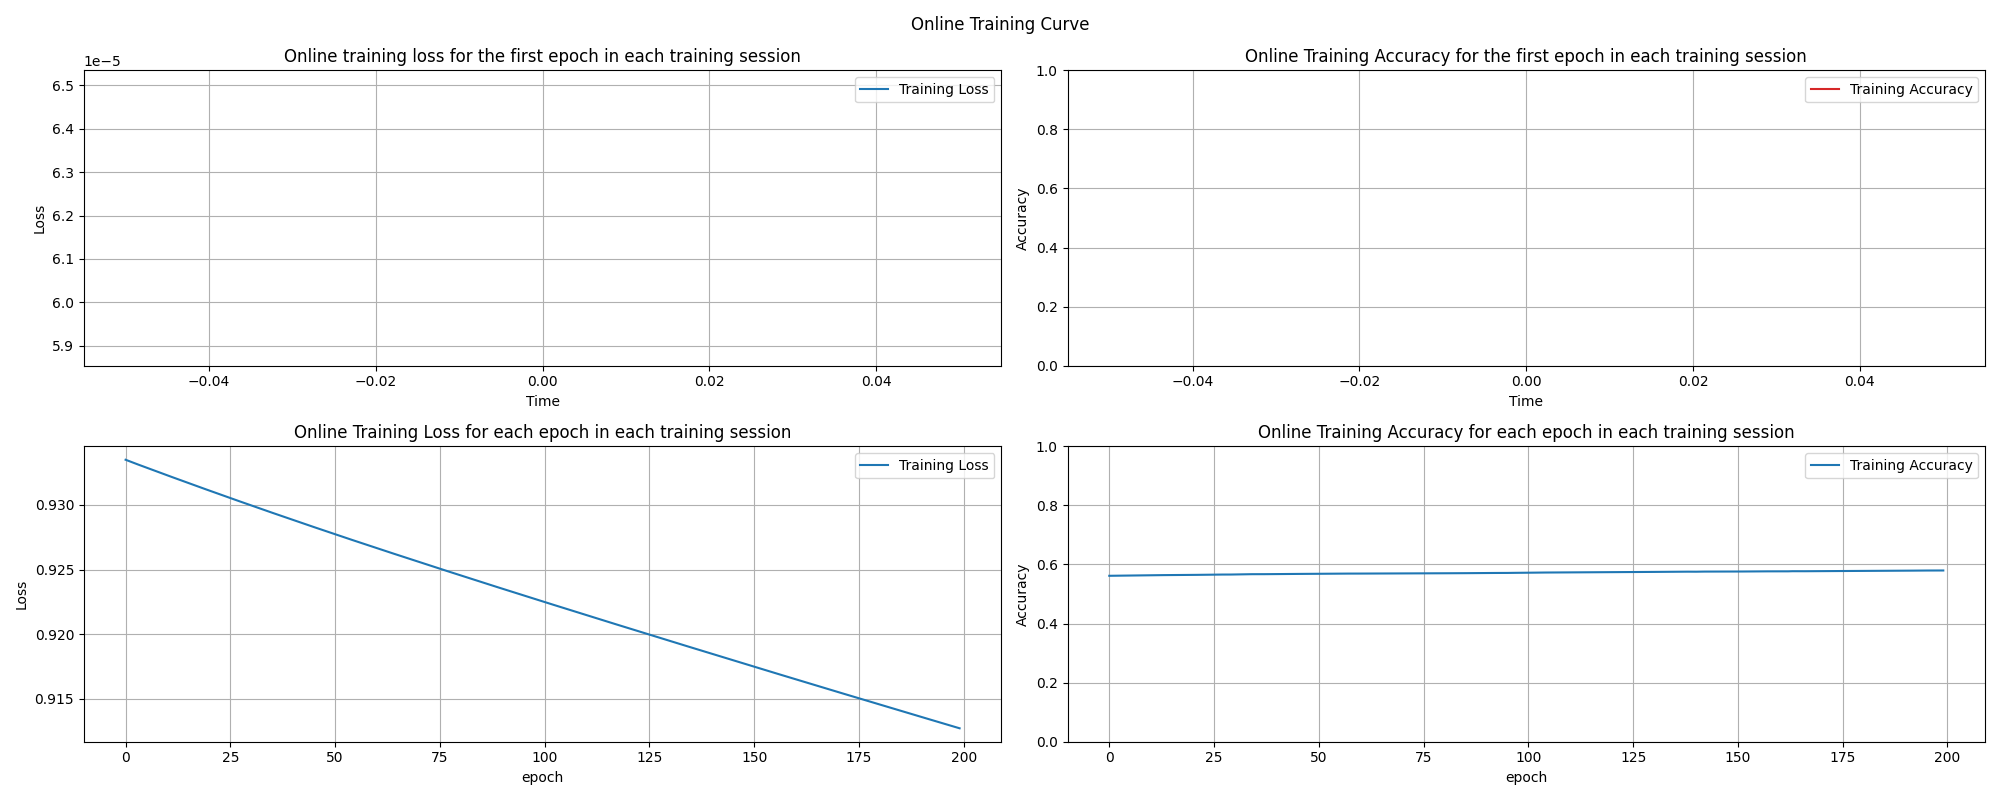 Online Training Curve
Online training loss for the first epoch in each training session
1e−5
6.5
6.4
6.3
6.2
6.1
6.0
5.9
Loss
Training Loss
−0.04 −0.02 0.00 0.02 0.04
Time
Online Training Accuracy for the first epoch in each training session
1.0
0.8
0.6
0.4
0.2
0.0
Accuracy
Training Accuracy
−0.04 −0.02 0.00 0.02 0.04
Time
Online Training Loss for each epoch in each training session
0.930
0.925
0.920
0.915
Loss
Training Loss
0 25 50 75 100 125 150 175 200
epoch
Online Training Accuracy for each epoch in each training session
1.0
0.8
0.6
0.4
0.2
0.0
Accuracy
Training Accuracy
0 25 50 75 100 125 150 175 200
epoch